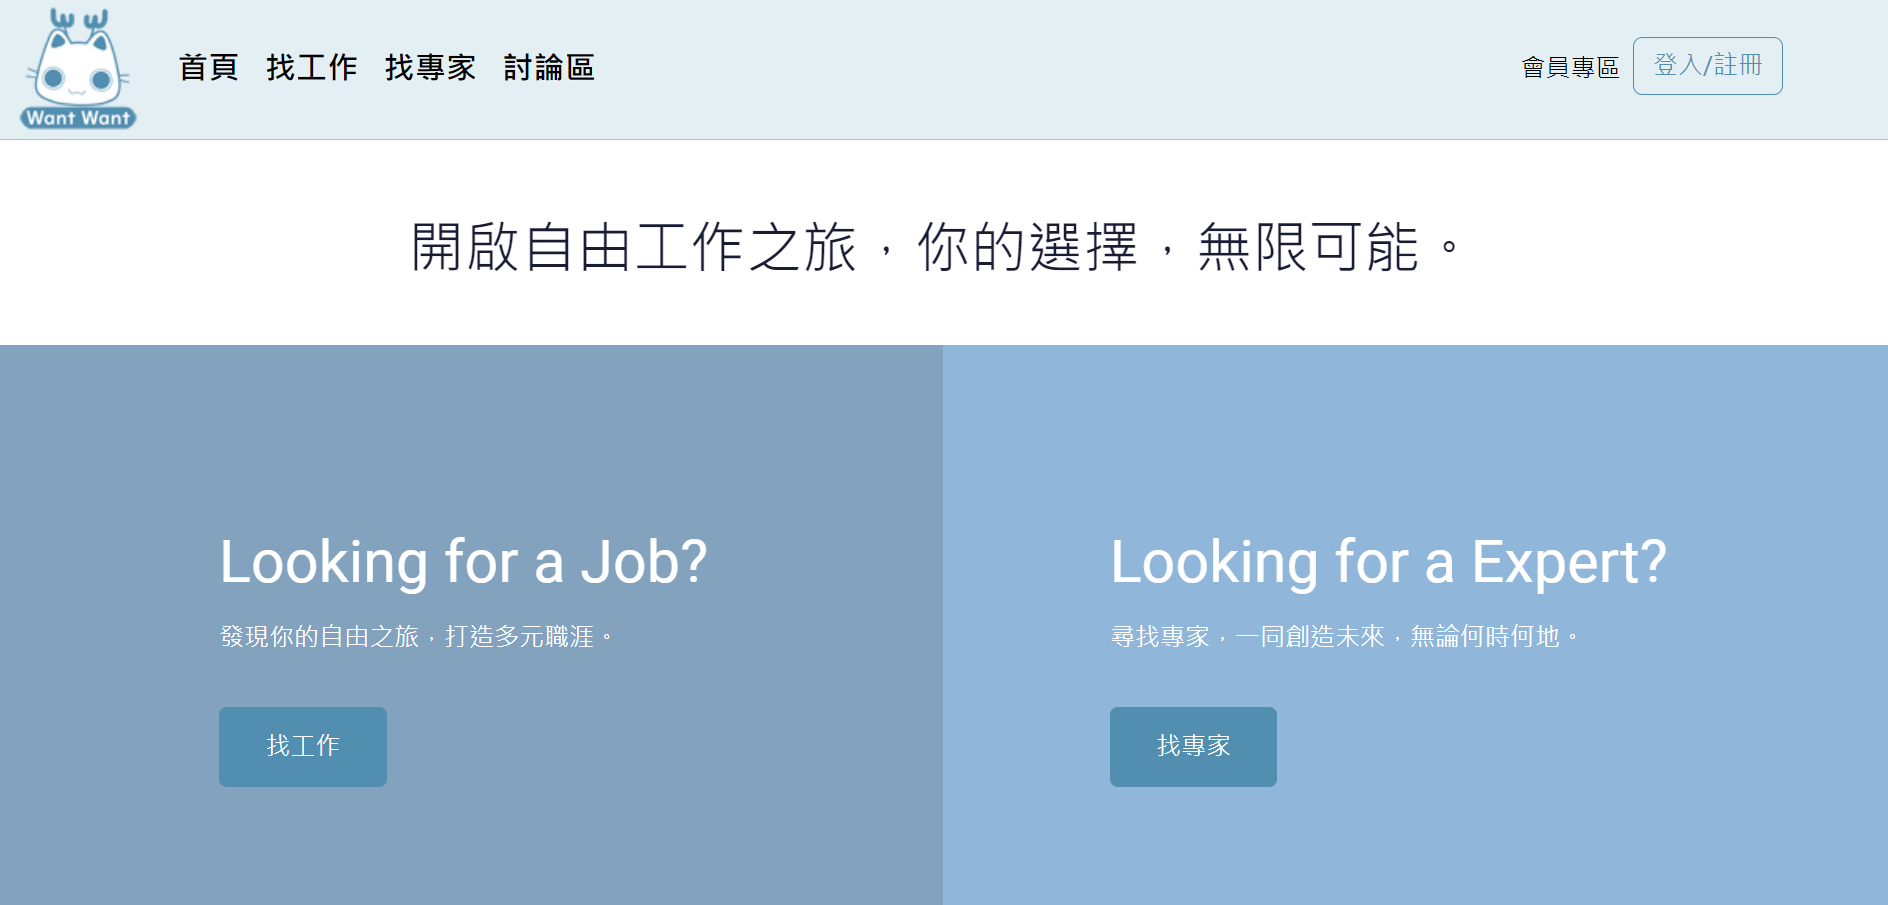 Want Want
首頁 找工作 找專家 討論區
會員專區 登入/註冊
開啟自由工作之旅，你的選擇，無限可能。
Looking for a Job?
發現你的自由之旅，打造多元職涯。
找工作
Looking for a Expert?
尋找專家，一同創造未來，無論何時何地。
找專家